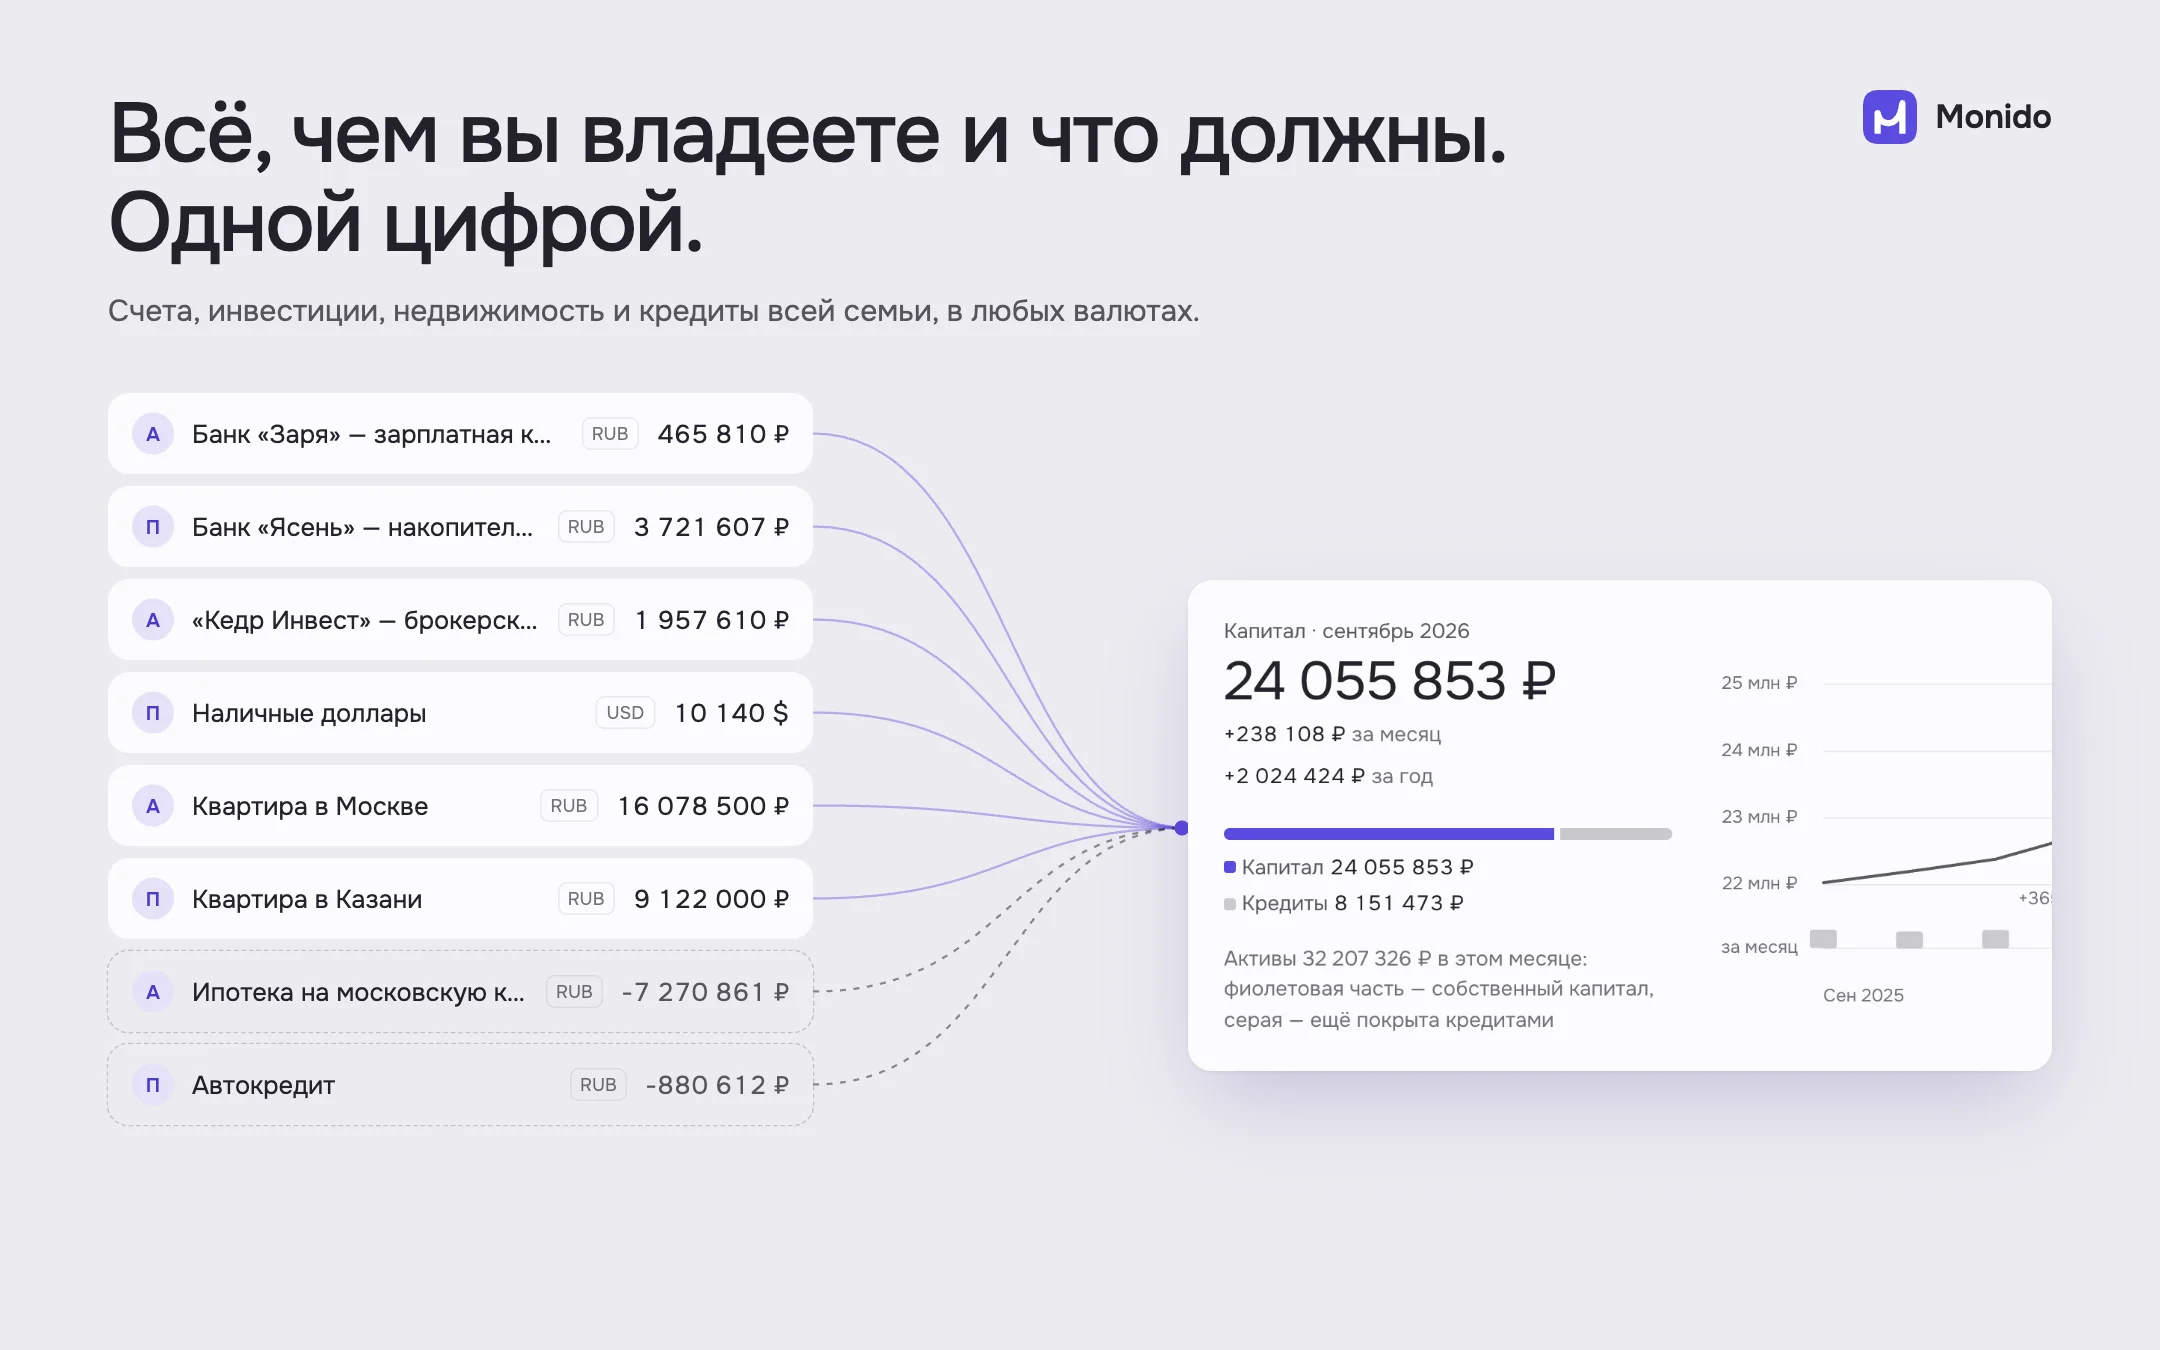 Всё, чем вы владеете и что должны.
Одной цифрой.
Monido
Счета, инвестиции, недвижимость и кредиты всей семьи, в любых валютах.
А Банк «Заря» — зарплатная к... RUB 465 810 ₽
П Банк «Ясень» — накопител... RUB 3 721 607 ₽
А «Кедр Инвест» — брокерск... RUB 1 957 610 ₽
П Наличные доллары USD 10 140 $
А Квартира в Москве RUB 16 078 500 ₽
П Квартира в Казани RUB 9 122 000 ₽
А Ипотека на московскую к... RUB -7 270 861 ₽
П Автокредит RUB -880 612 ₽
Капитал · сентябрь 2026
24 055 853 ₽
+238 108 ₽ за месяц
+2 024 424 ₽ за год
Капитал 24 055 853 ₽
Кредиты 8 151 473 ₽
Активы 32 207 326 ₽ в этом месяце:
фиолетовая часть — собственный капитал,
серая — ещё покрыта кредитами
25 млн ₽
24 млн ₽
23 млн ₽
22 млн ₽
+36
за месяц
Сен 2025